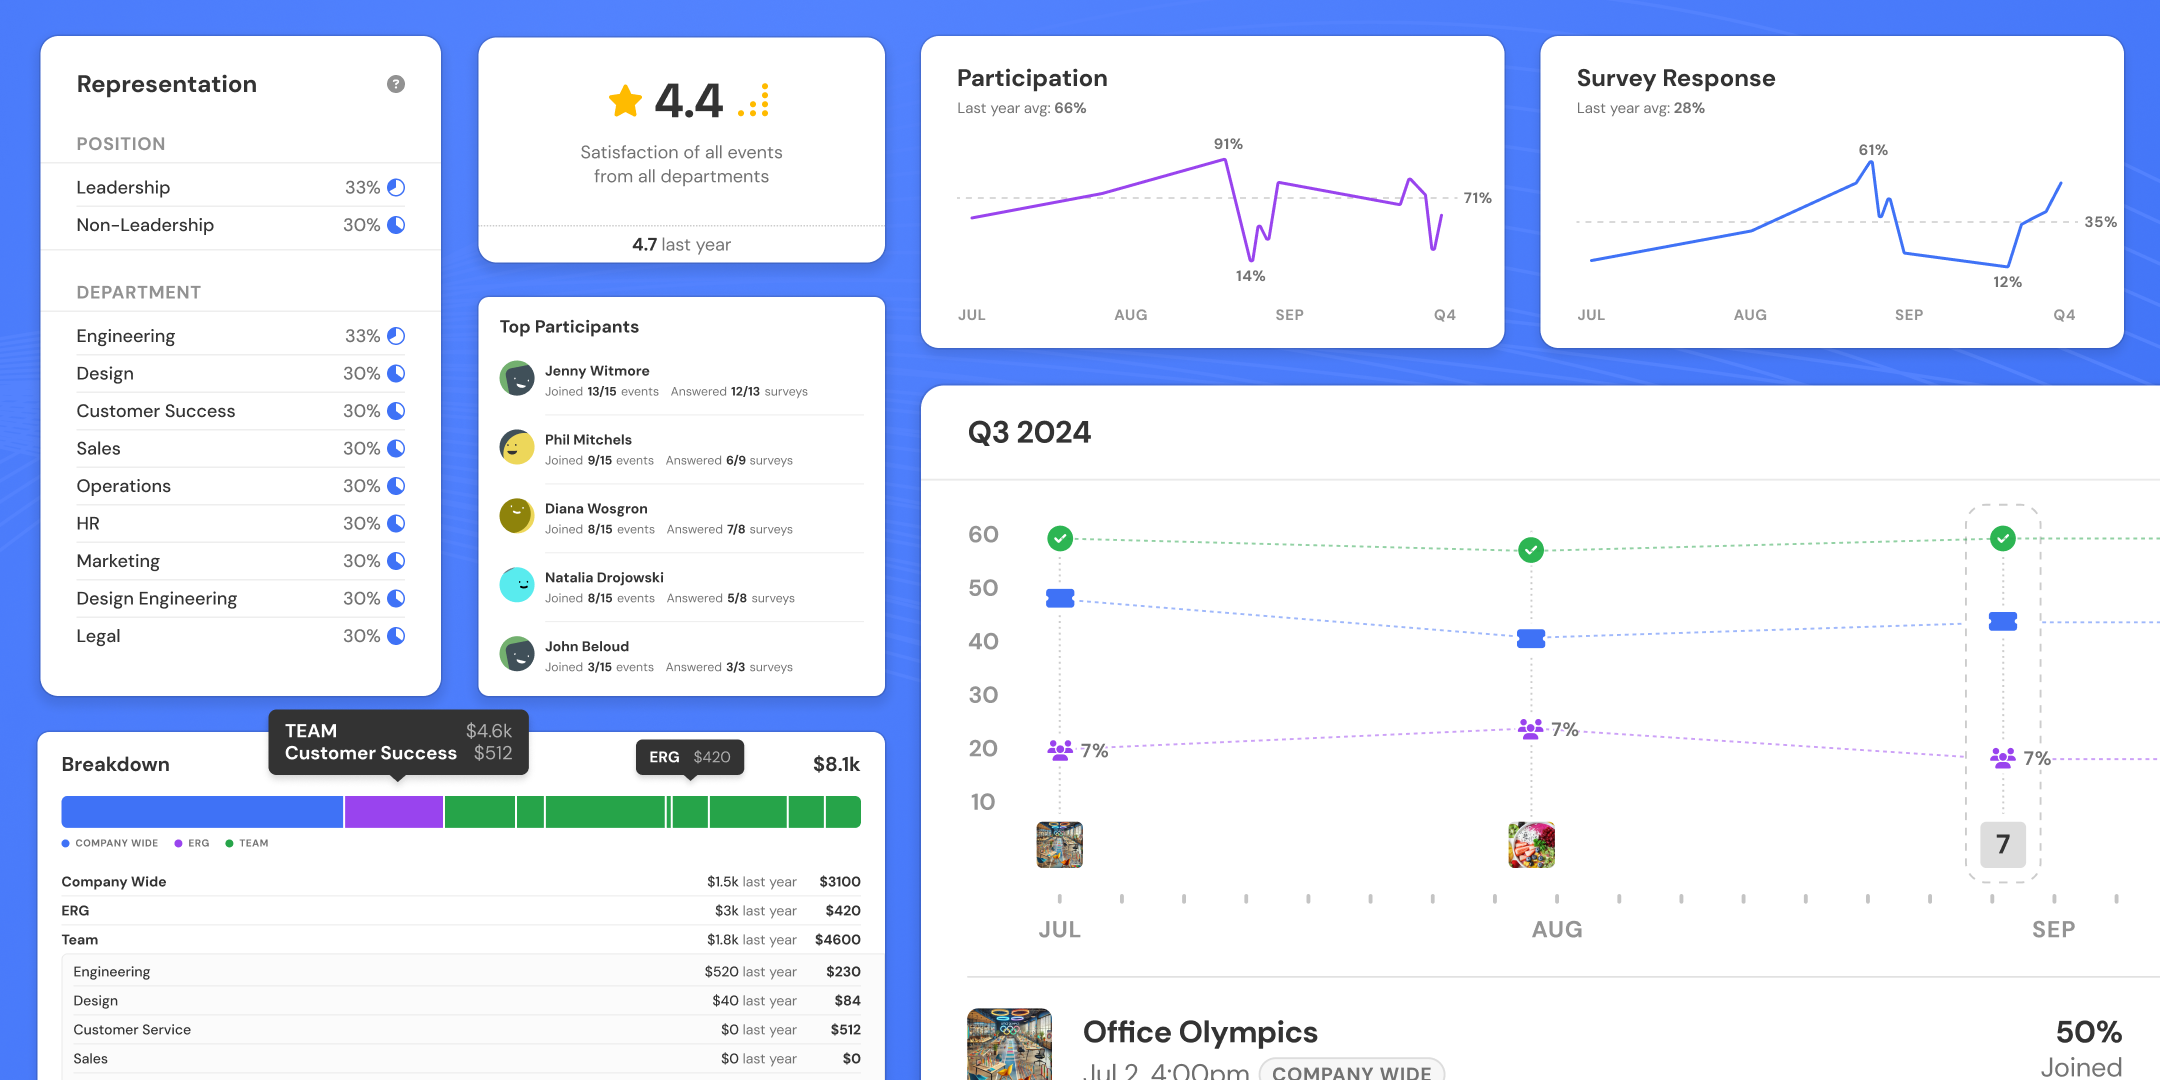 Representation
?
POSITION
Leadership 33%
Non-Leadership 30%
DEPARTMENT
Engineering 33%
Design 30%
Customer Success 30%
Sales 30%
Operations 30%
HR 30%
Marketing 30%
Design Engineering 30%
Legal 30%
4.4
Satisfaction of all events
from all departments
4.7 last year
Top Participants
Jenny Witmore
Joined 13/15 events Answered 12/13 surveys
Phil Mitchels
Joined 9/15 events Answered 6/9 surveys
Diana Wosgron
Joined 8/15 events Answered 7/8 surveys
Natalia Drojowski
Joined 8/15 events Answered 5/8 surveys
John Beloud
Joined 3/15 events Answered 3/3 surveys
Participation
Last year avg: 66%
91%
71%
14%
JUL AUG SEP Q4
Survey Response
Last year avg: 28%
61%
35%
12%
JUL AUG SEP Q4
TEAM $4.6k
Customer Success $512
ERG $420
Breakdown $8.1k
COMPANY WIDE ERG TEAM
Company Wide $1.5k last year $3100
ERG $3k last year $420
Team $1.8k last year $4600
Engineering $520 last year $230
Design $40 last year $84
Customer Service $0 last year $512
Sales $0 last year $0
Q3 2024
60
50
40
30
20
10
7%
7%
7%
7
JUL AUG SEP
Office Olympics 50%
Jul 2, 4:00pm COMPANY WIDE Joined